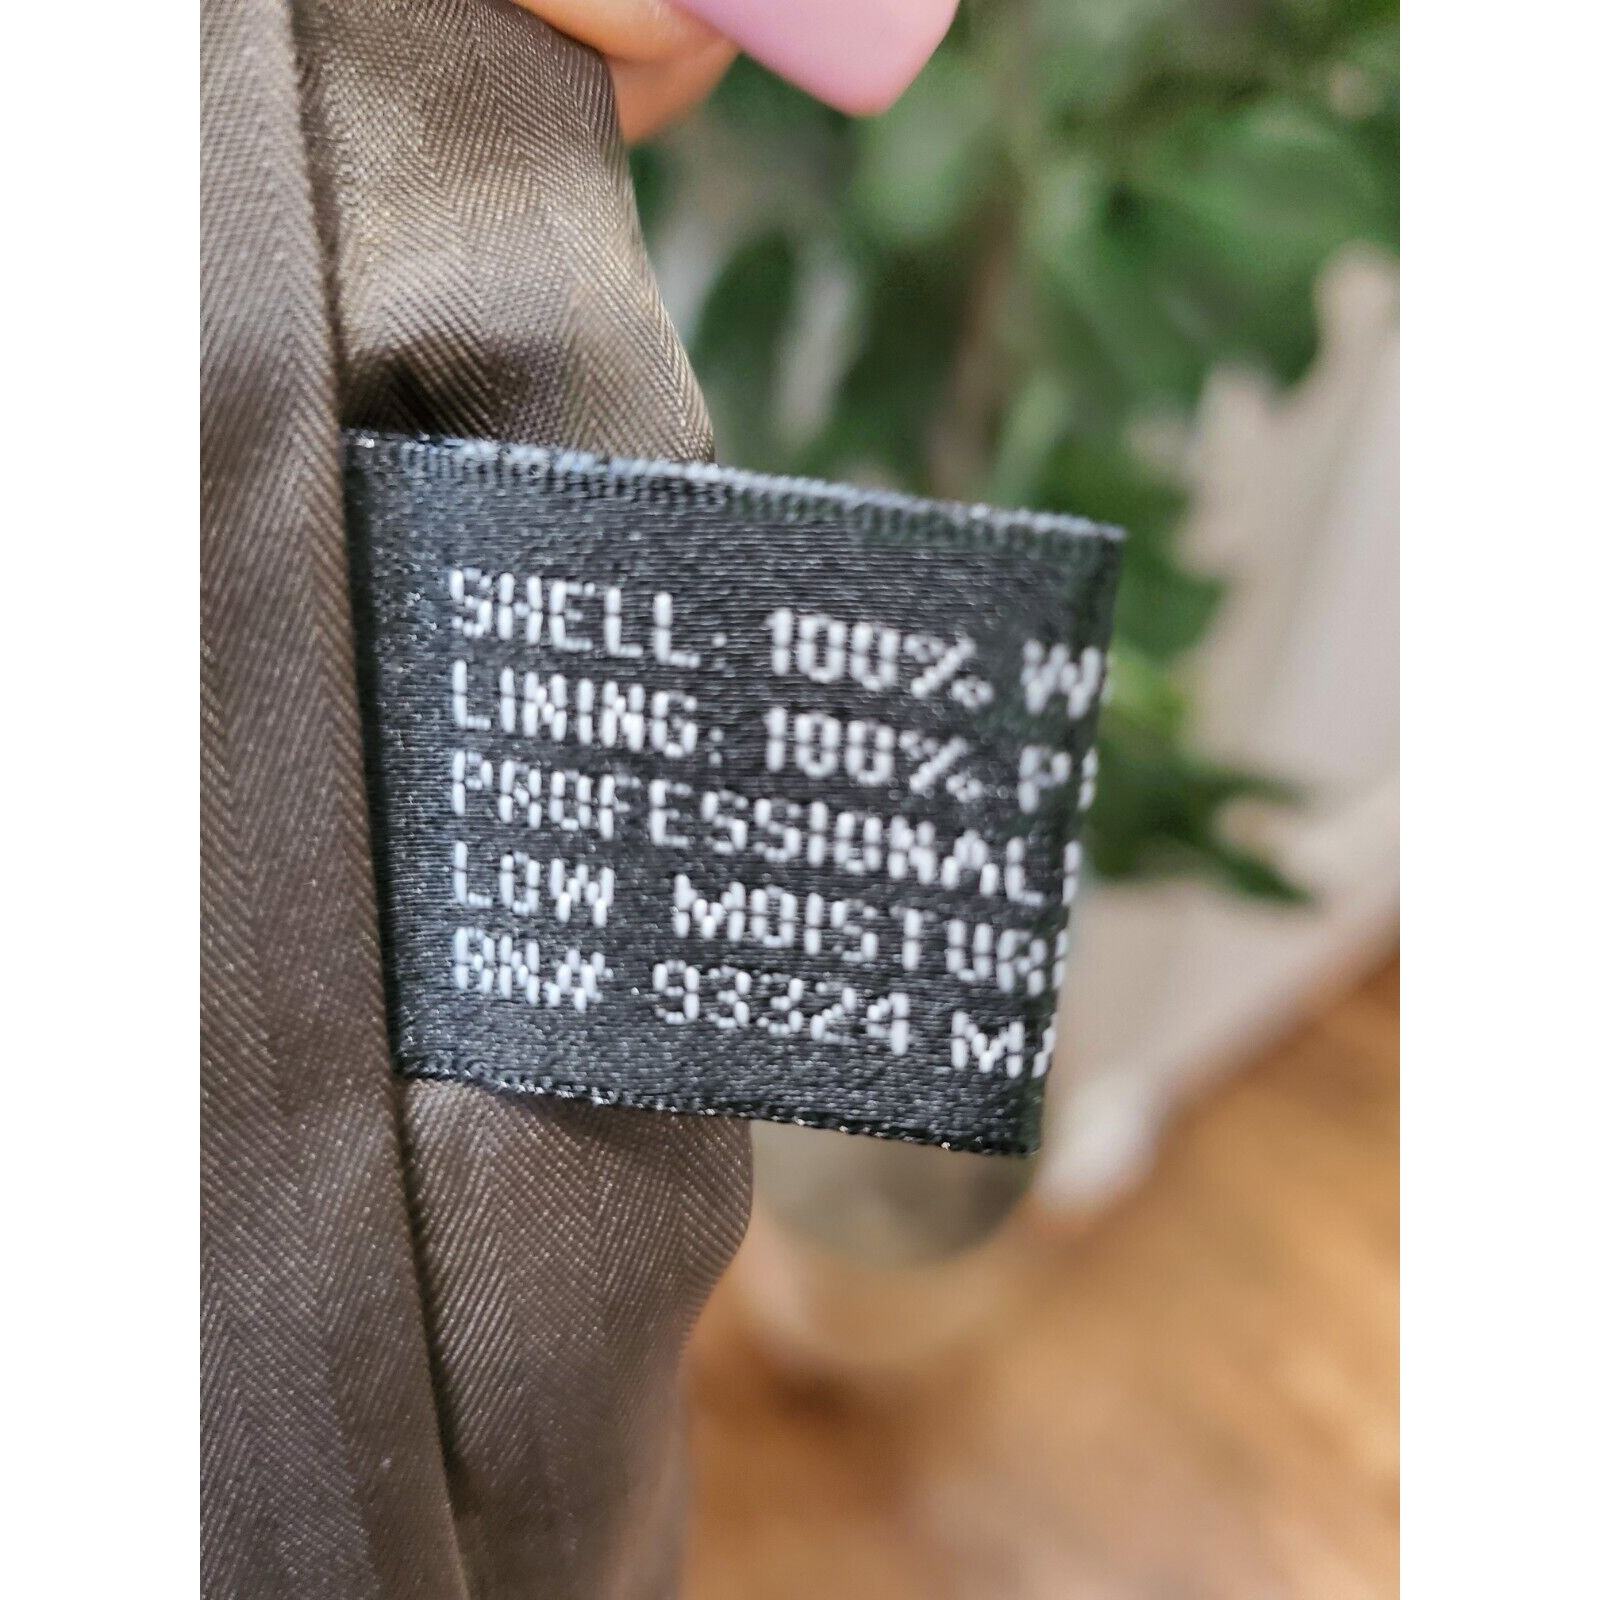 SHELL: 100%
LINING: 100%
PROFESSIONAL
LOW MOISTUR
RN# 93324